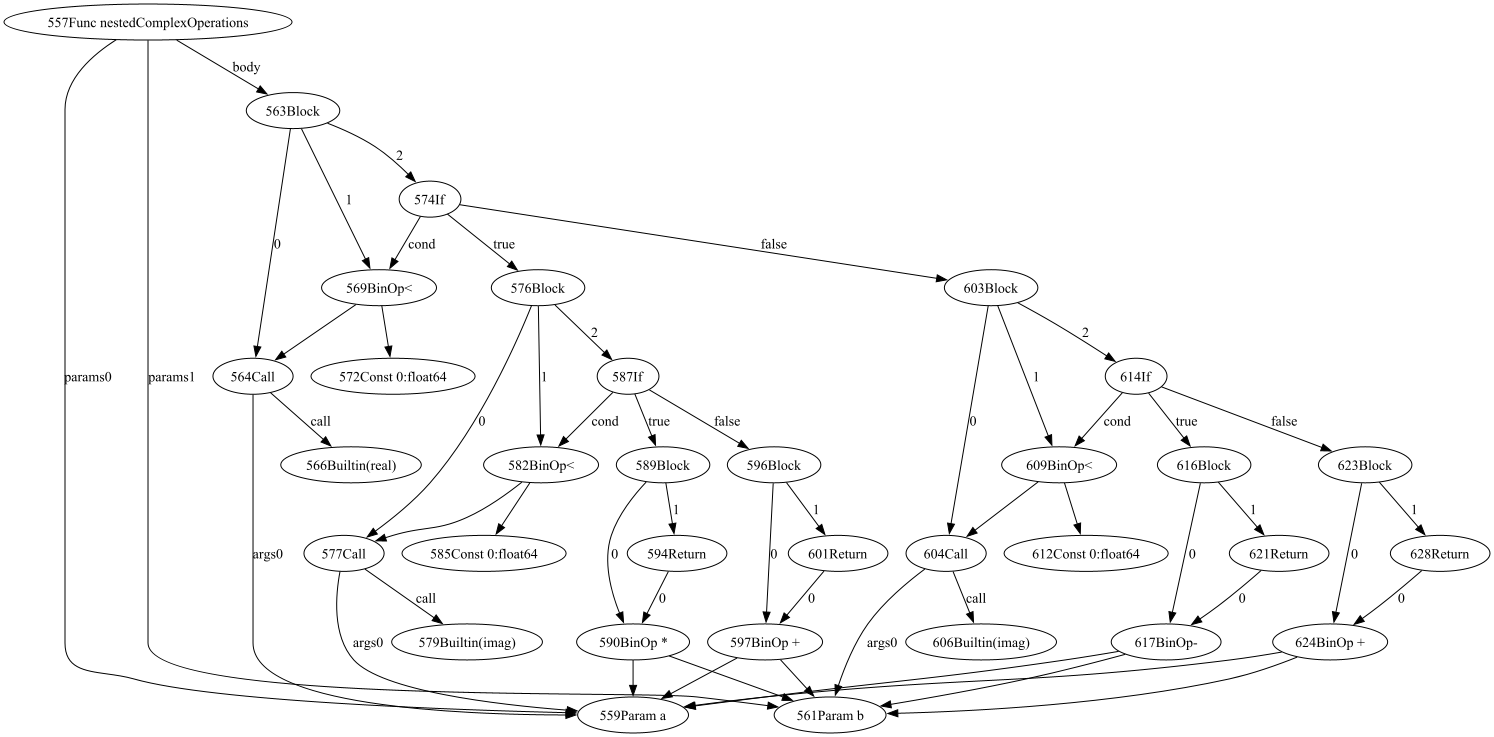 557Func nestedComplexOperations
body
563Block
2
574If
1
0
cond
true
false
569BinOp<
576Block
603Block
2
2
params0
params1
564Call
572Const 0:float64
1
587If
1
614If
call
0
cond
true
false
0
cond
true
false
566Builtin(real)
582BinOp<
589Block
596Block
609BinOp<
616Block
623Block
1
1
1
1
args0
577Call
585Const 0:float64
0
594Return
0
601Return
604Call
612Const 0:float64
0
621Return
0
628Return
call
0
0
call
0
0
args0
579Builtin(imag)
590BinOp *
597BinOp +
args0
606Builtin(imag)
617BinOp-
624BinOp +
559Param a
561Param b